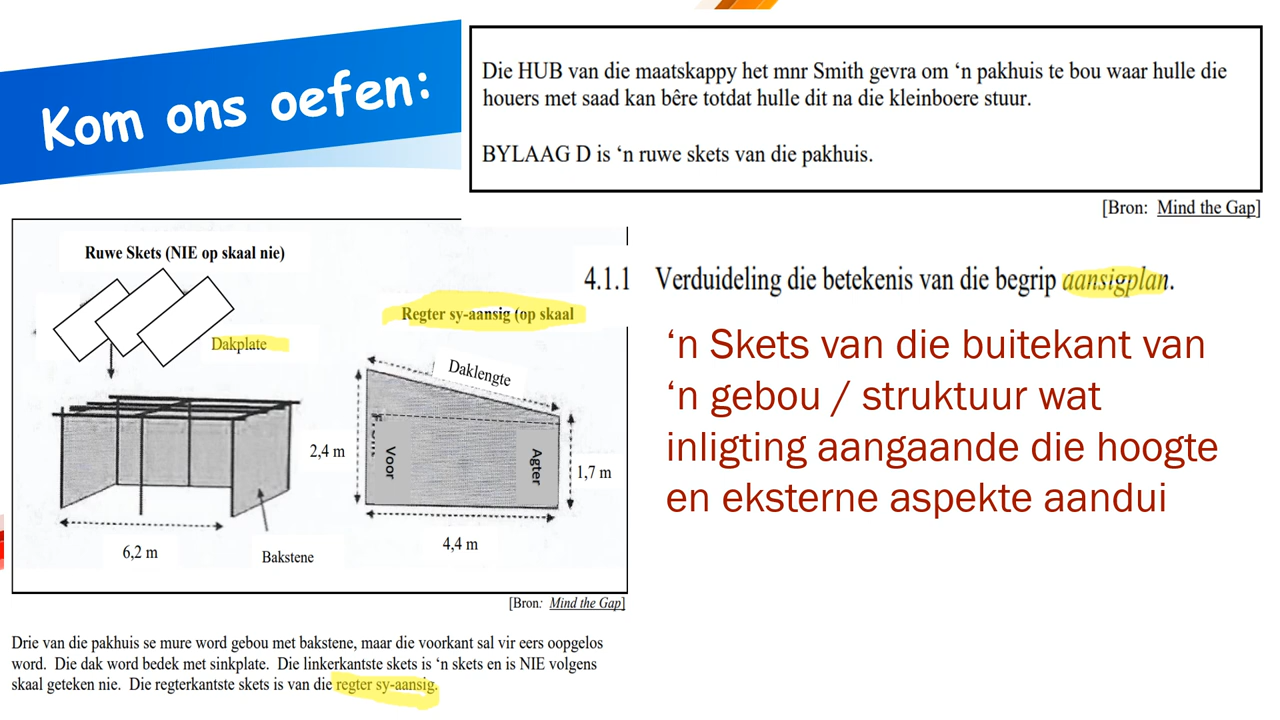 Kom ons oefen:
Die HUB van die maatskappy het mnr Smith gevra om ‘n pakhuis te bou waar hulle die
houers met saad kan bêre totdat hulle dit na die kleinboere stuur.
BYLAAG D is ‘n ruwe skets van die pakhuis.
[Bron: Mind the Gap]
Ruwe Skets (NIE op skaal nie)
Dakplate
Regter sy-aansig (op skaal
Daklengte
2,4 m
Voor
Agter
1,7 m
6,2 m
Bakstene
4,4 m
[Bron: Mind the Gap]
Drie van die pakhuis se mure word gebou met bakstene, maar die voorkant sal vir eers oopgelos
word. Die dak word bedek met sinkplate. Die linkerkantste skets is ‘n skets en is NIE volgens
skaal geteken nie. Die regterkantste skets is van die regter sy-aansig.
4.1.1 Verduideling die betekenis van die begrip aansigplan.
‘n Skets van die buitekant van
‘n gebou / struktuur wat
inligting aangaande die hoogte
en eksterne aspekte aandui